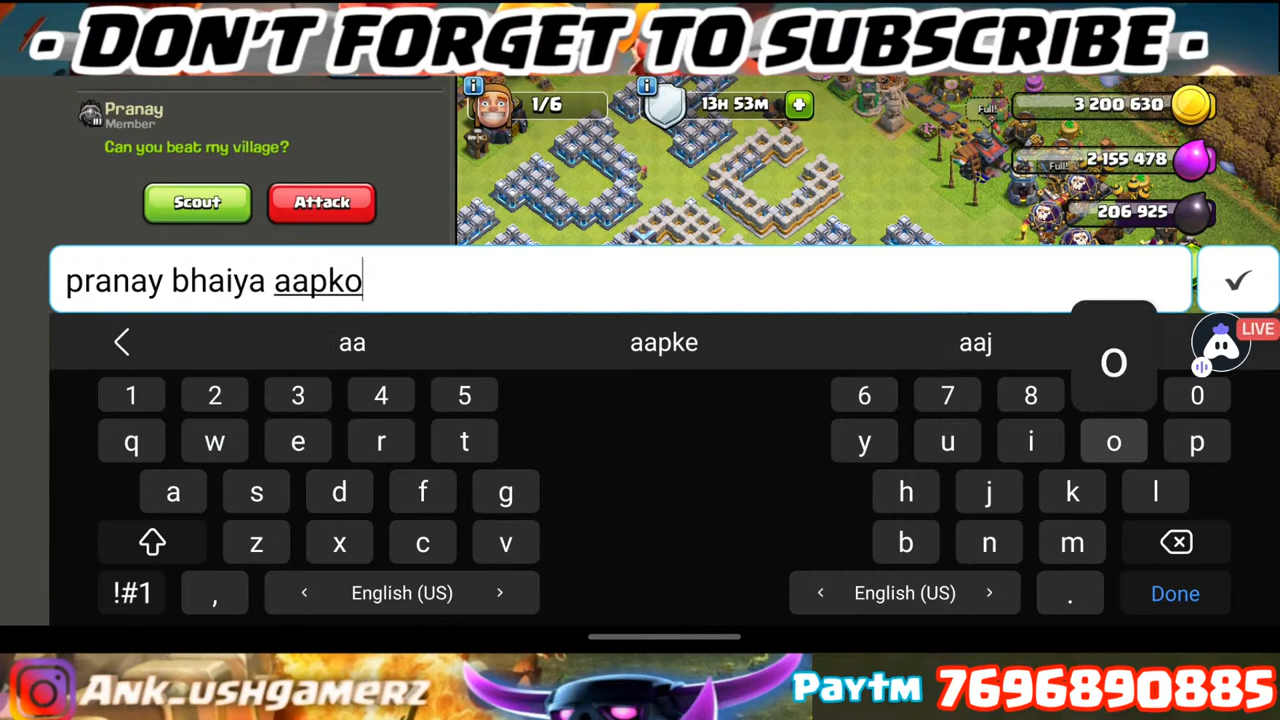 - DON'T FORGET TO SUBSCRIBE -
Pranay
Member
Can you beat my village?
Scout
Attack
1/6
13H 53M
Full!
3 200 630
Full!
2 155 478
206 925
pranay bhaiya aapko
aa
aapke
aaj
o
LIVE
1 2 3 4 5 6 7 8 0
q w e r t y u i o p
a s d f g h j k l
z x c v b n m
!#1 , < English (US) > < English (US) > . Done
Ank_ushgamerz
Paytm 7696890885